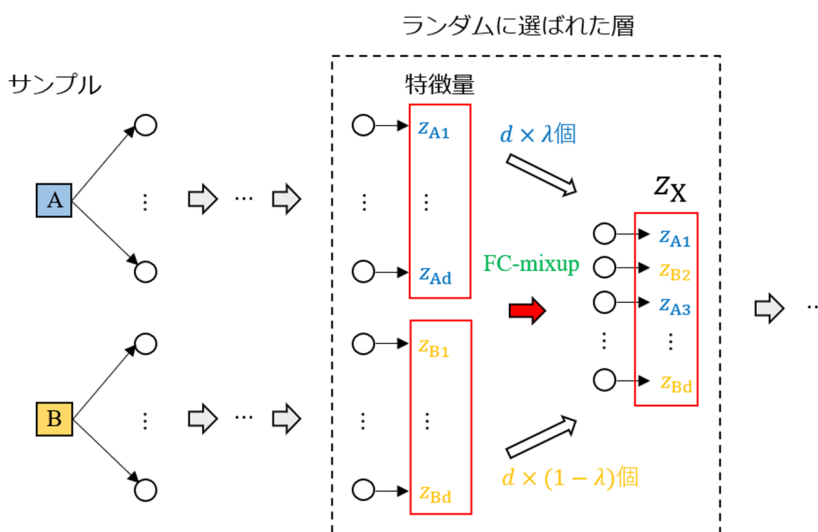 ランダムに選ばれた層
サンプル
特徴量
A
⋮
…
⋮
z_A1
⋮
z_Ad
d × λ個
FC-mixup
z_X
z_A1
z_B2
z_A3
⋮
⋮
z_Bd
…
B
⋮
…
⋮
z_B1
⋮
z_Bd
d × (1 − λ)個